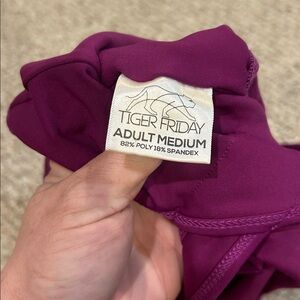 TIGER FRIDAY
ADULT MEDIUM
82% POLY 18% SPANDEX